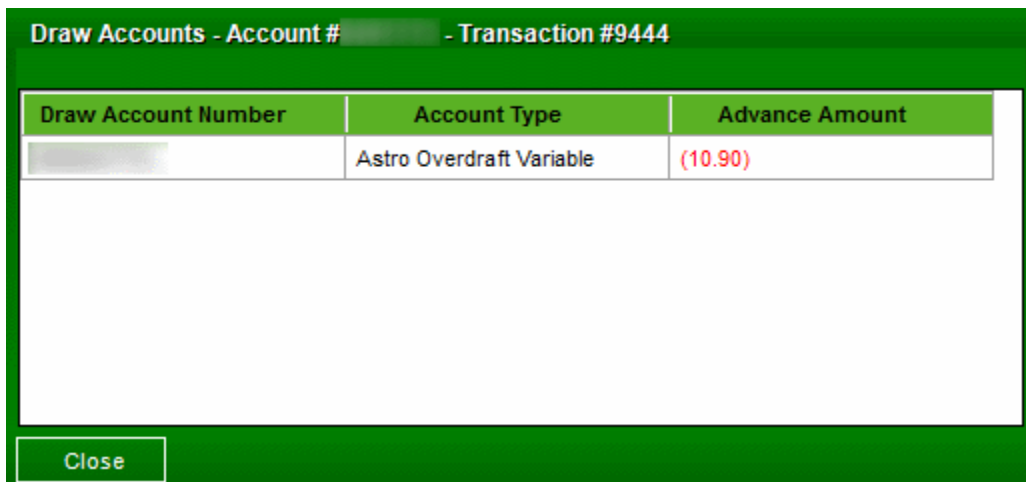 Draw Accounts - Account # - Transaction #9444
Draw Account Number Account Type Advance Amount
Astro Overdraft Variable (10.90)
Close